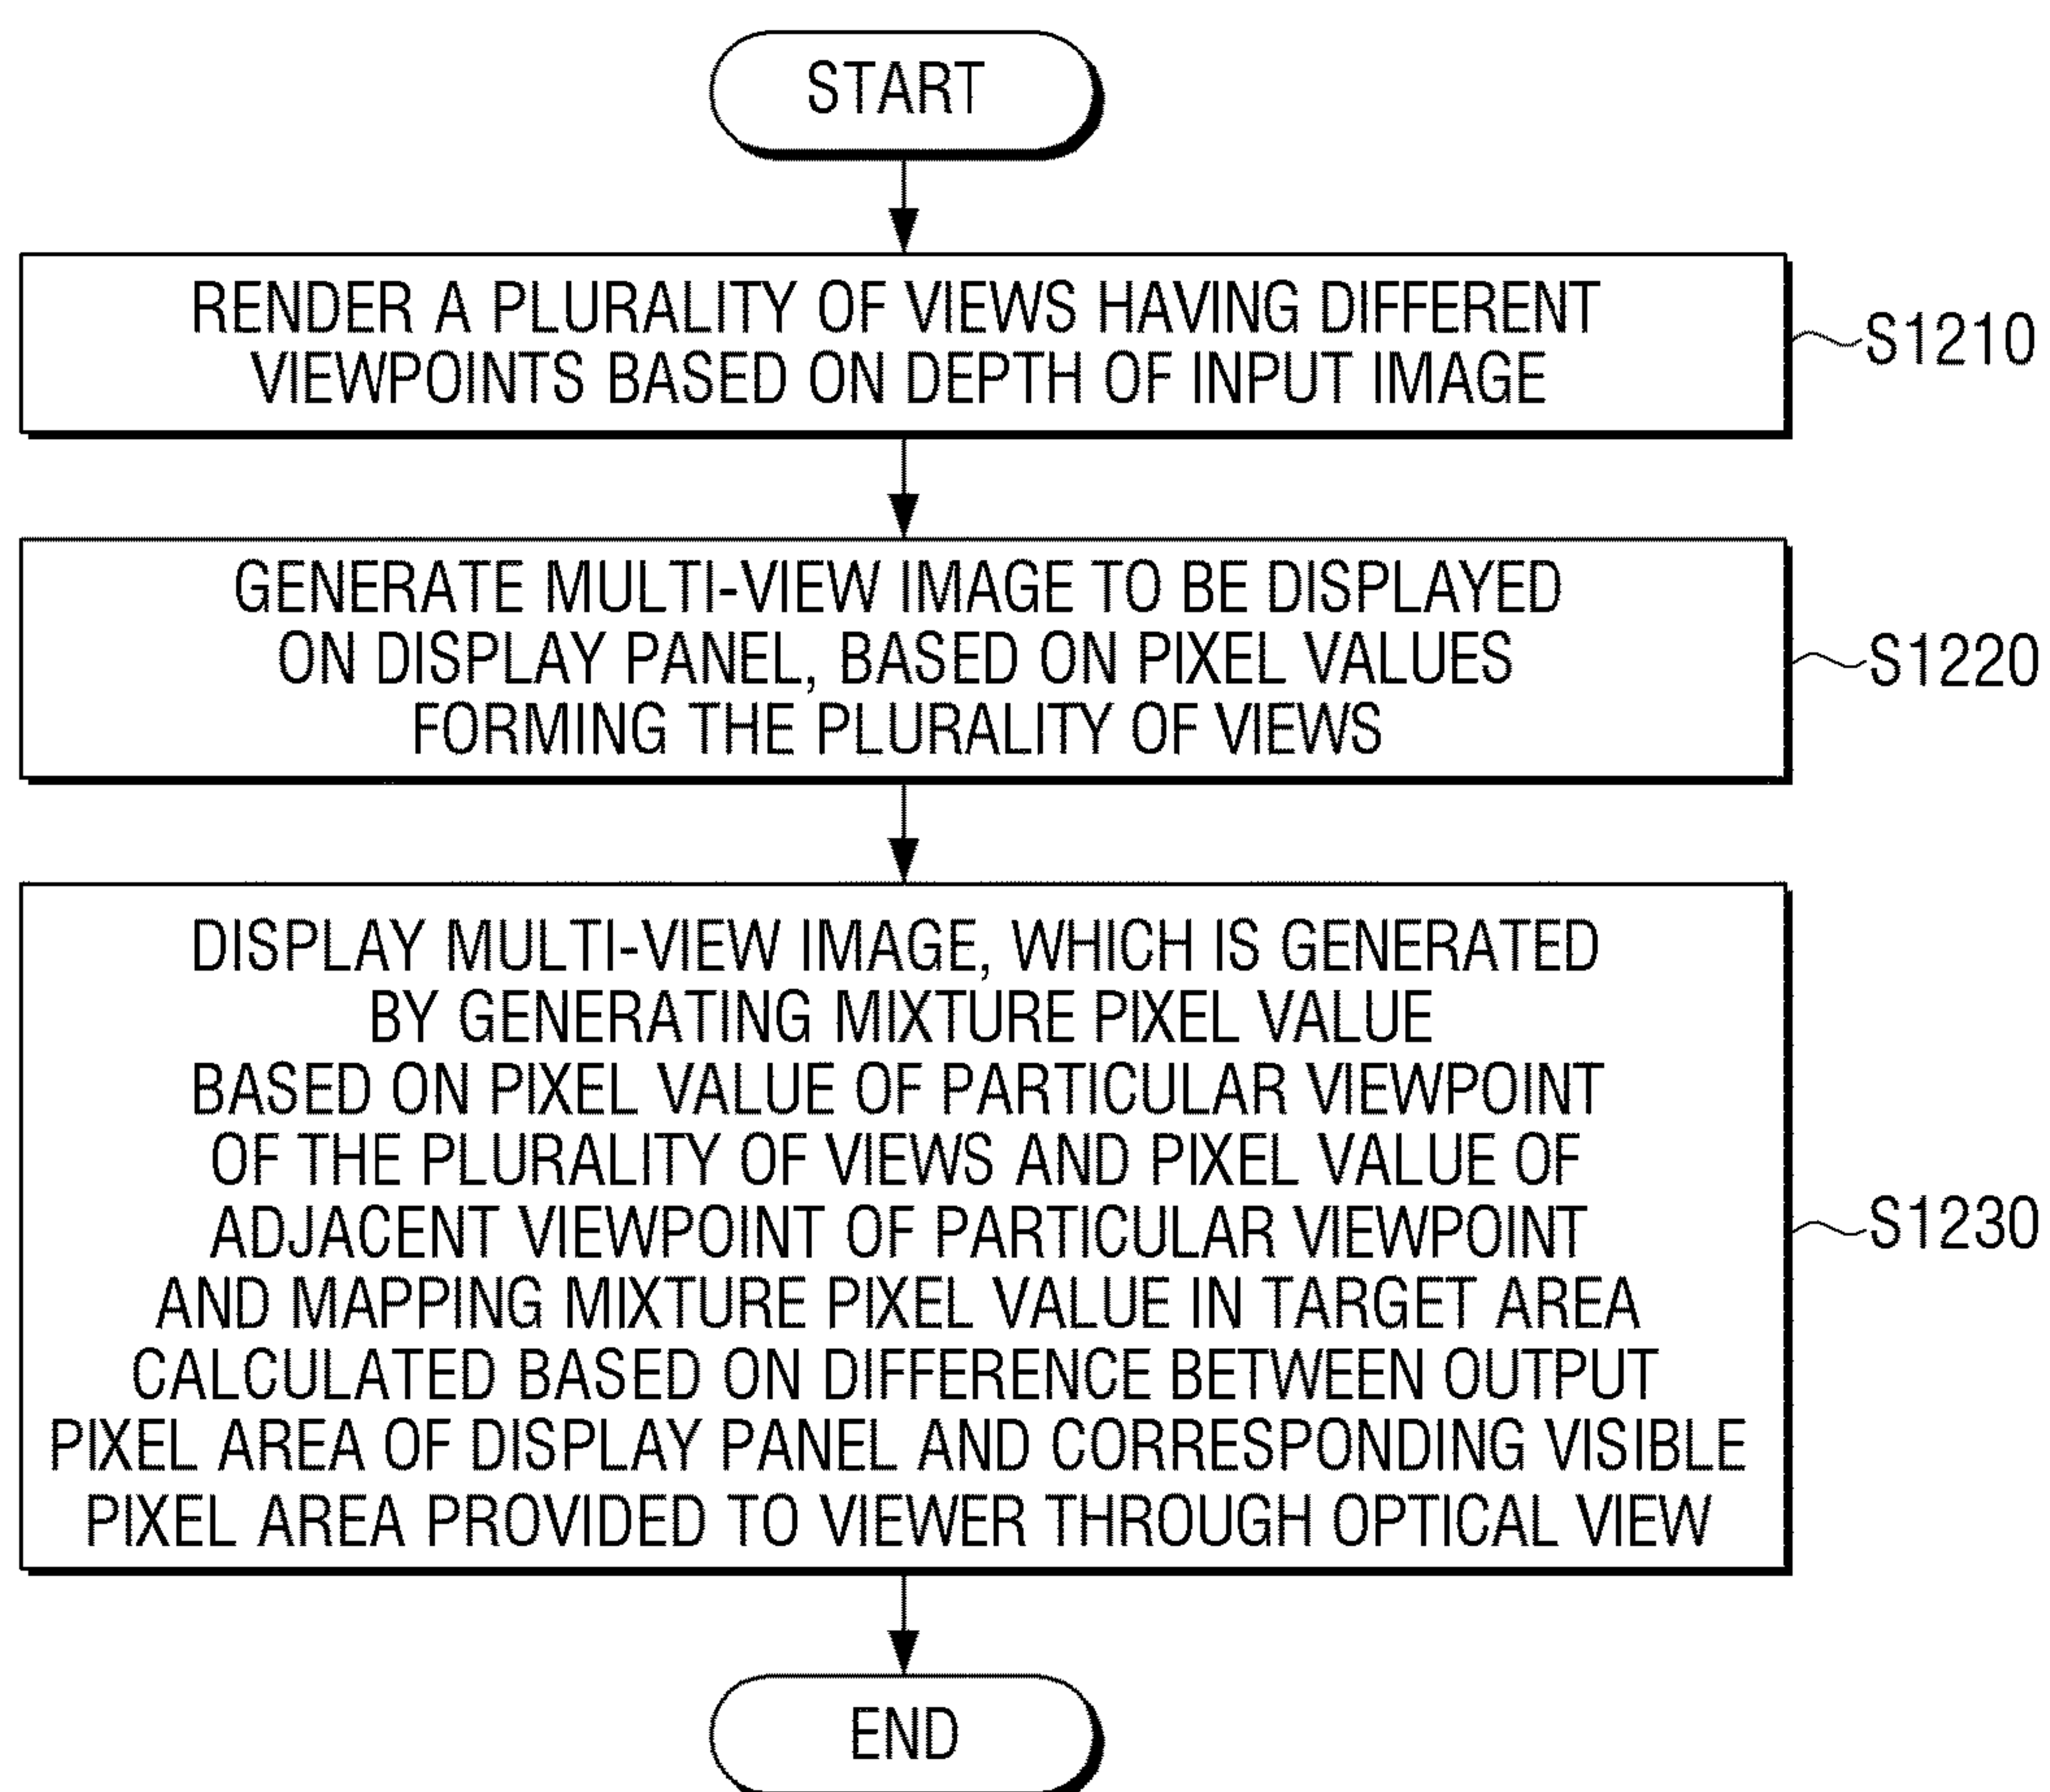 START
RENDER A PLURALITY OF VIEWS HAVING DIFFERENT
VIEWPOINTS BASED ON DEPTH OF INPUT IMAGE
S1210
GENERATE MULTI-VIEW IMAGE TO BE DISPLAYED
ON DISPLAY PANEL, BASED ON PIXEL VALUES
FORMING THE PLURALITY OF VIEWS
S1220
DISPLAY MULTI-VIEW IMAGE, WHICH IS GENERATED
BY GENERATING MIXTURE PIXEL VALUE
BASED ON PIXEL VALUE OF PARTICULAR VIEWPOINT
OF THE PLURALITY OF VIEWS AND PIXEL VALUE OF
ADJACENT VIEWPOINT OF PARTICULAR VIEWPOINT
AND MAPPING MIXTURE PIXEL VALUE IN TARGET AREA
CALCULATED BASED ON DIFFERENCE BETWEEN OUTPUT
PIXEL AREA OF DISPLAY PANEL AND CORRESPONDING VISIBLE
PIXEL AREA PROVIDED TO VIEWER THROUGH OPTICAL VIEW
S1230
END